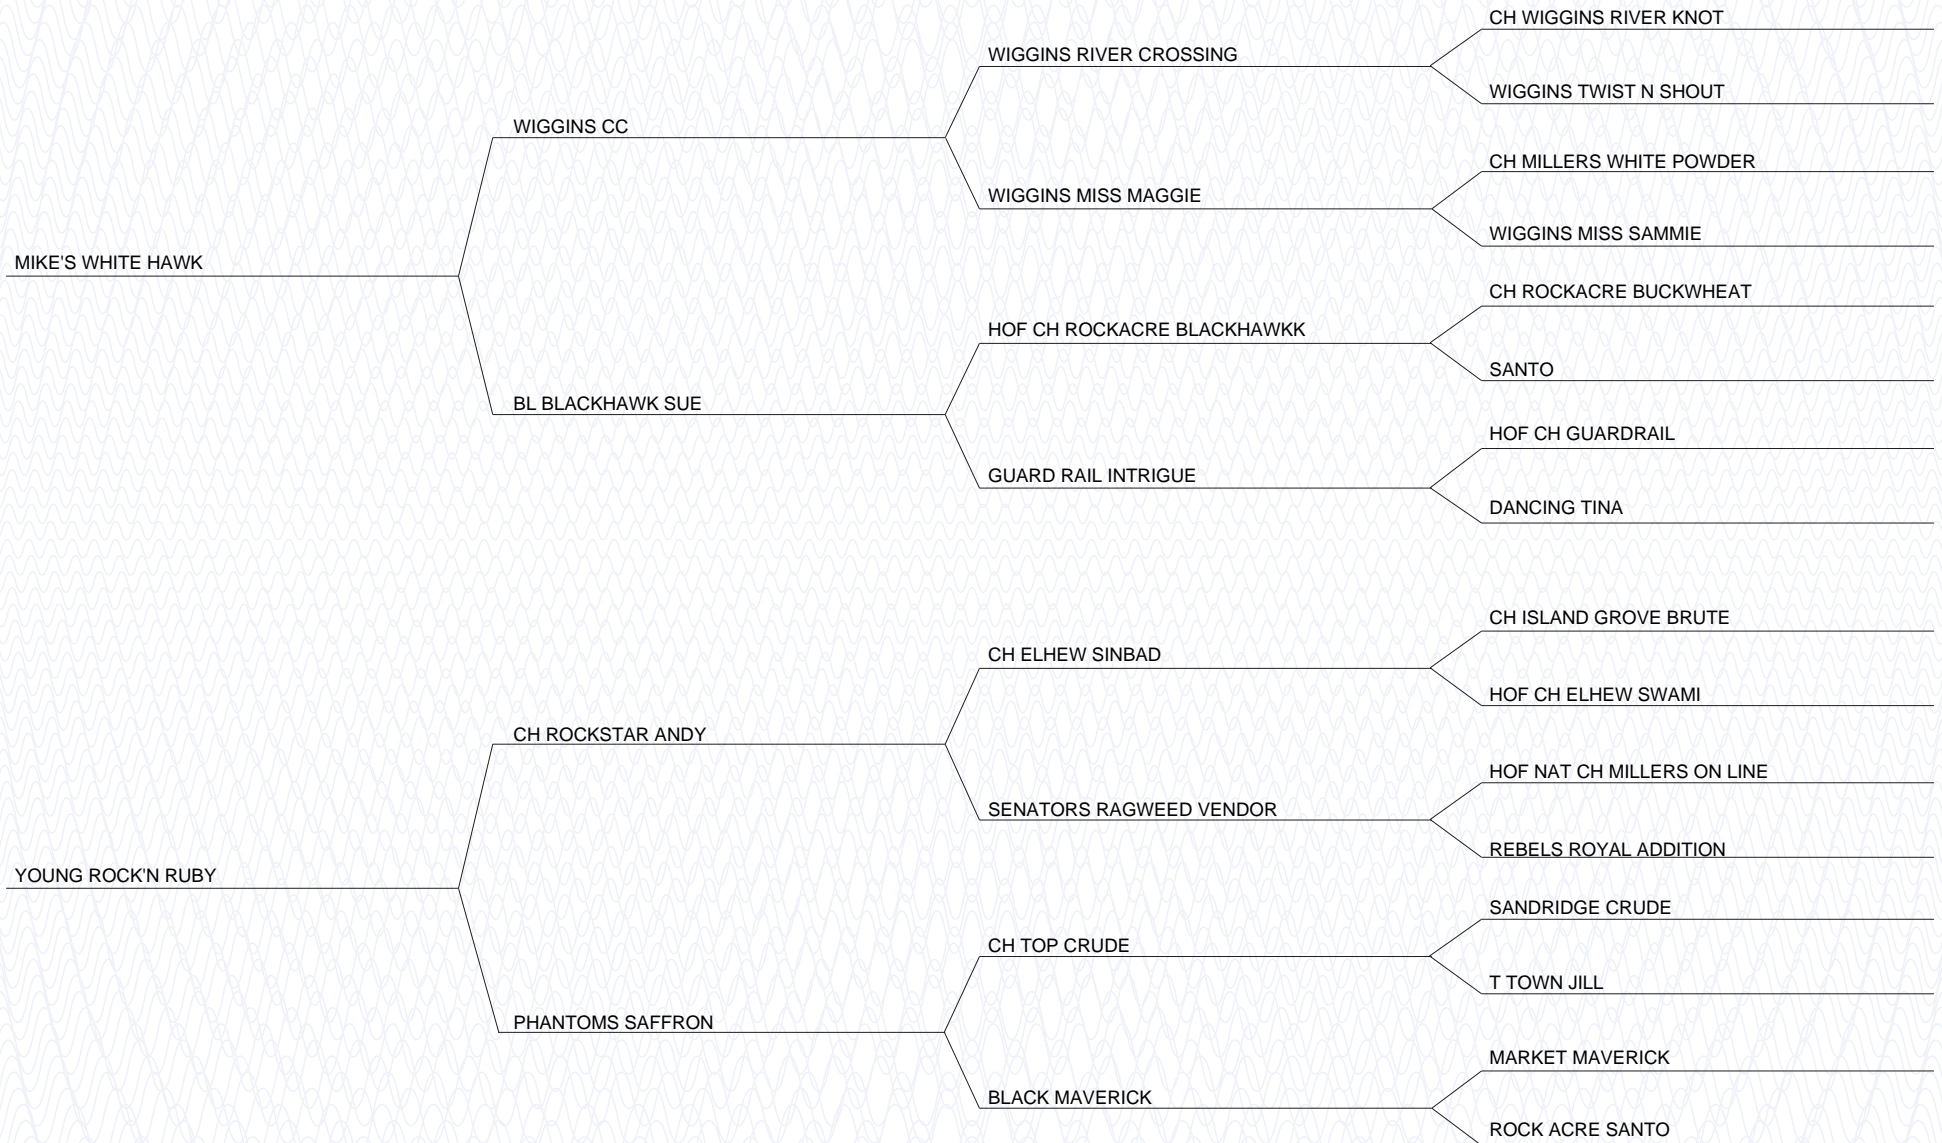 MIKE'S WHITE HAWK
WIGGINS CC
WIGGINS RIVER CROSSING
CH WIGGINS RIVER KNOT
WIGGINS TWIST N SHOUT
WIGGINS MISS MAGGIE
CH MILLERS WHITE POWDER
WIGGINS MISS SAMMIE
BL BLACKHAWK SUE
HOF CH ROCKACRE BLACKHAWKK
CH ROCKACRE BUCKWHEAT
SANTO
GUARD RAIL INTRIGUE
HOF CH GUARDRAIL
DANCING TINA
YOUNG ROCK'N RUBY
CH ROCKSTAR ANDY
CH ELHEW SINBAD
CH ISLAND GROVE BRUTE
HOF CH ELHEW SWAMI
SENATORS RAGWEED VENDOR
HOF NAT CH MILLERS ON LINE
REBELS ROYAL ADDITION
PHANTOMS SAFFRON
CH TOP CRUDE
SANDRIDGE CRUDE
T TOWN JILL
BLACK MAVERICK
MARKET MAVERICK
ROCK ACRE SANTO